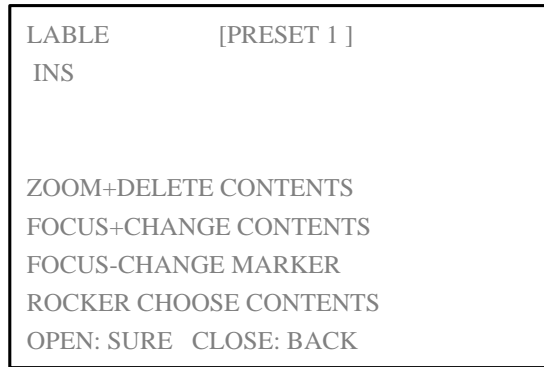 LABLE [PRESET 1 ]
INS
ZOOM+DELETE CONTENTS
FOCUS+CHANGE CONTENTS
FOCUS-CHANGE MARKER
ROCKER CHOOSE CONTENTS
OPEN: SURE CLOSE: BACK